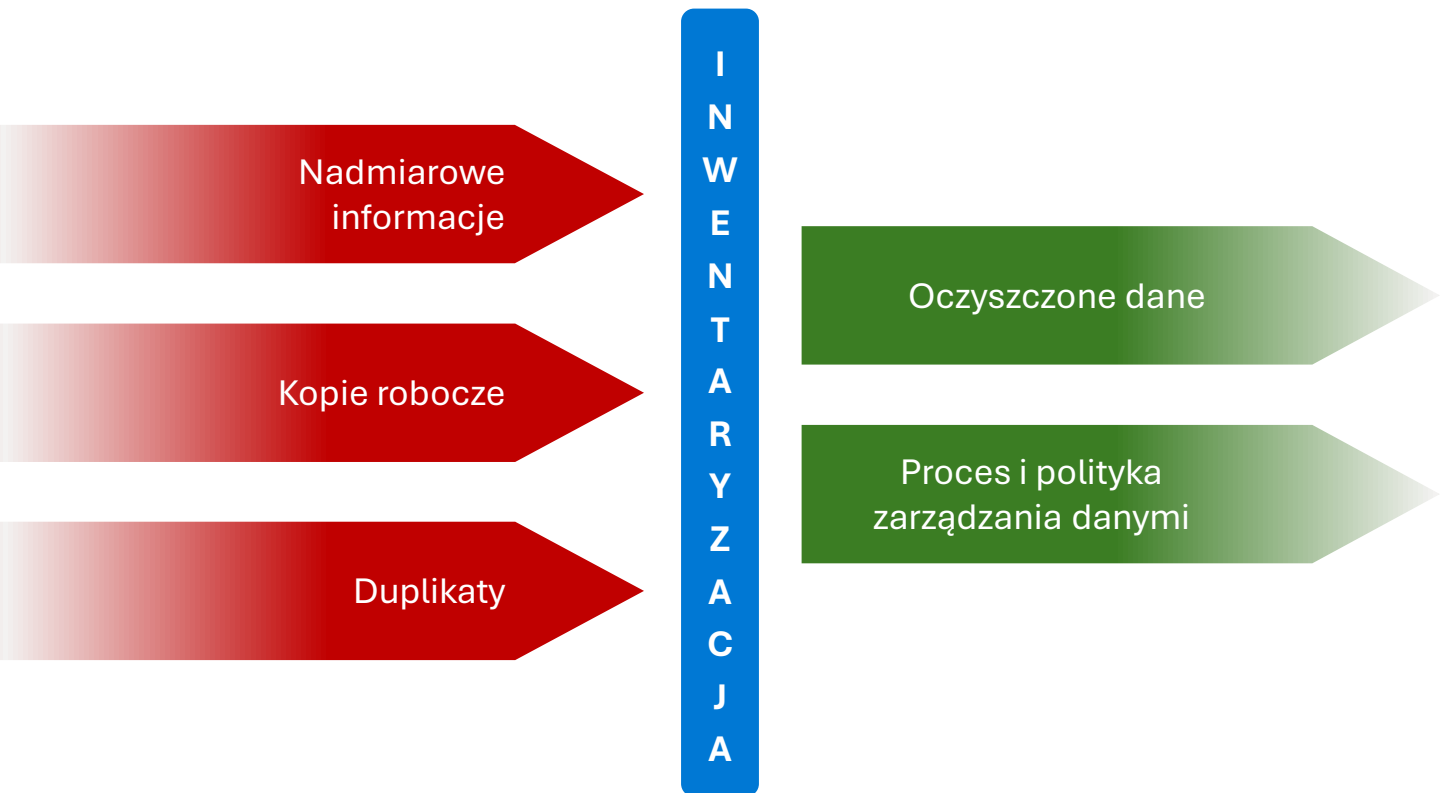 Nadmiarowe
informacje
Kopie robocze
Duplikaty
I
N
W
E
N
T
A
R
Y
Z
A
C
J
A
Oczyszczone dane
Proces i polityka
zarządzania danymi